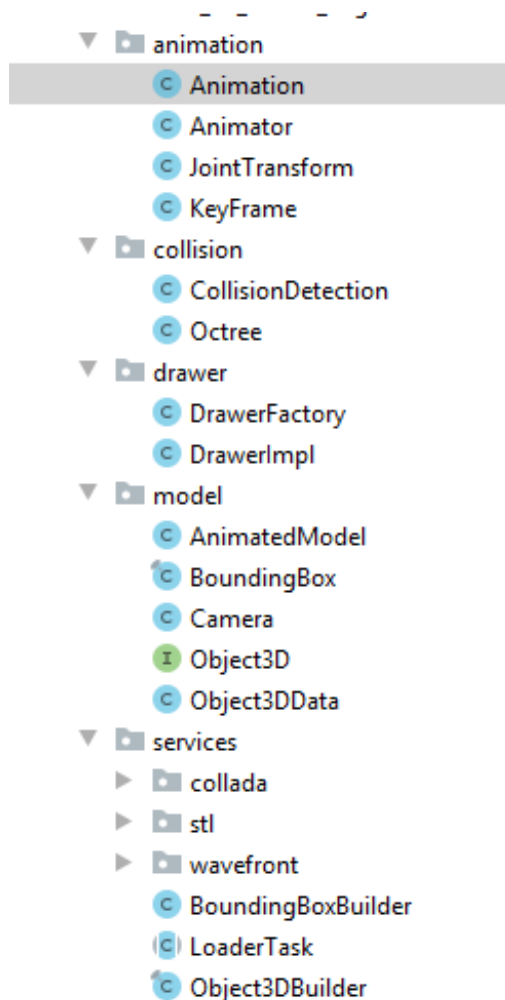 animation
C Animation
C Animator
C JointTransform
C KeyFrame
collision
C CollisionDetection
C Octree
drawer
C DrawerFactory
C DrawerImpl
model
C AnimatedModel
C BoundingBox
C Camera
I Object3D
C Object3DData
services
collada
stl
wavefront
C BoundingBoxBuilder
C LoaderTask
C Object3DBuilder